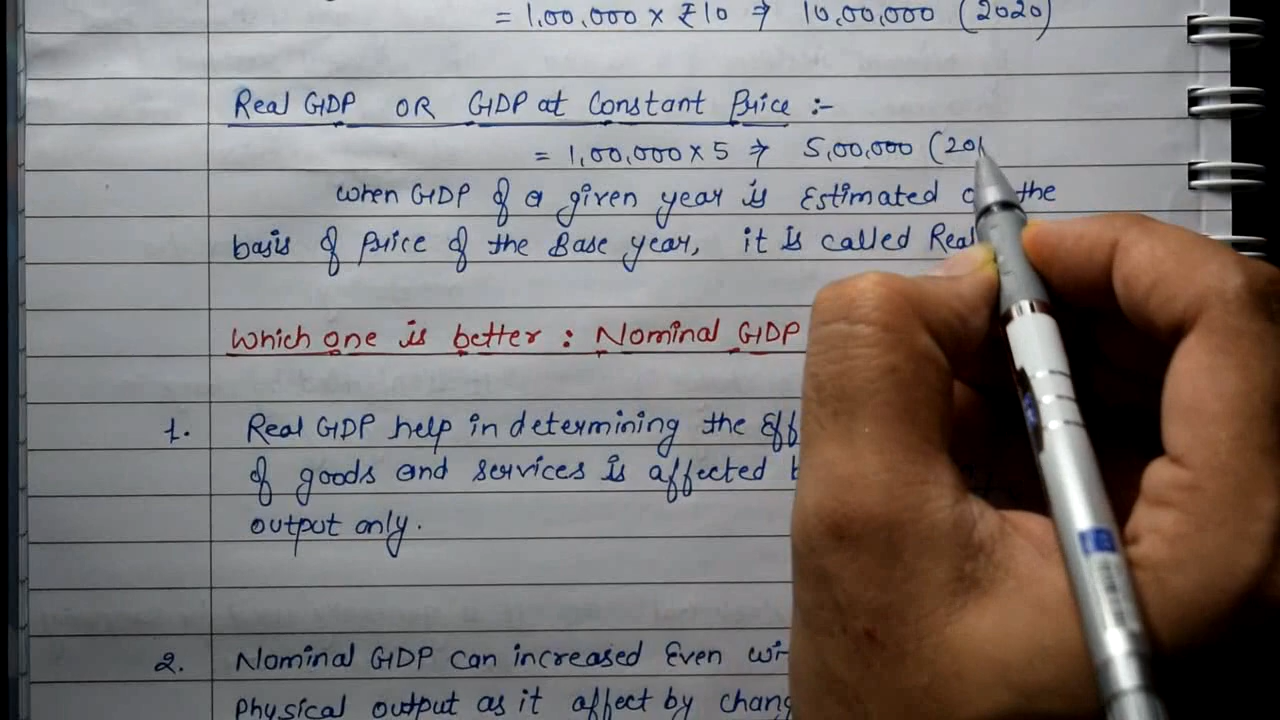 = 1,00,000 × ₹10 ⇒ 10,00,000 (2020)
Real GDP OR GDP at Constant Price :-
= 1,00,000 × 5 ⇒ 5,00,000 (201
when GDP of a given year is Estimated the
basis of Price of the Base year, it is called Real
Which one is better : Nominal GDP
1. Real GDP help in determining the
of goods and services is affected
output only.
2. Nominal GDP can increased Even
Physical output as it affect by